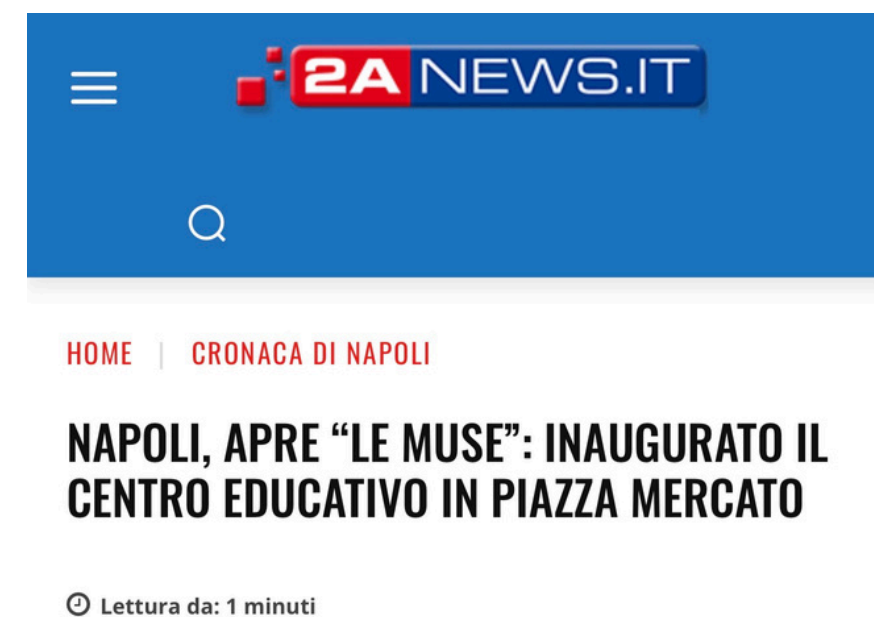 2A NEWS.IT
HOME | CRONACA DI NAPOLI
NAPOLI, APRE “LE MUSE”: INAUGURATO IL
CENTRO EDUCATIVO IN PIAZZA MERCATO
Lettura da: 1 minuti